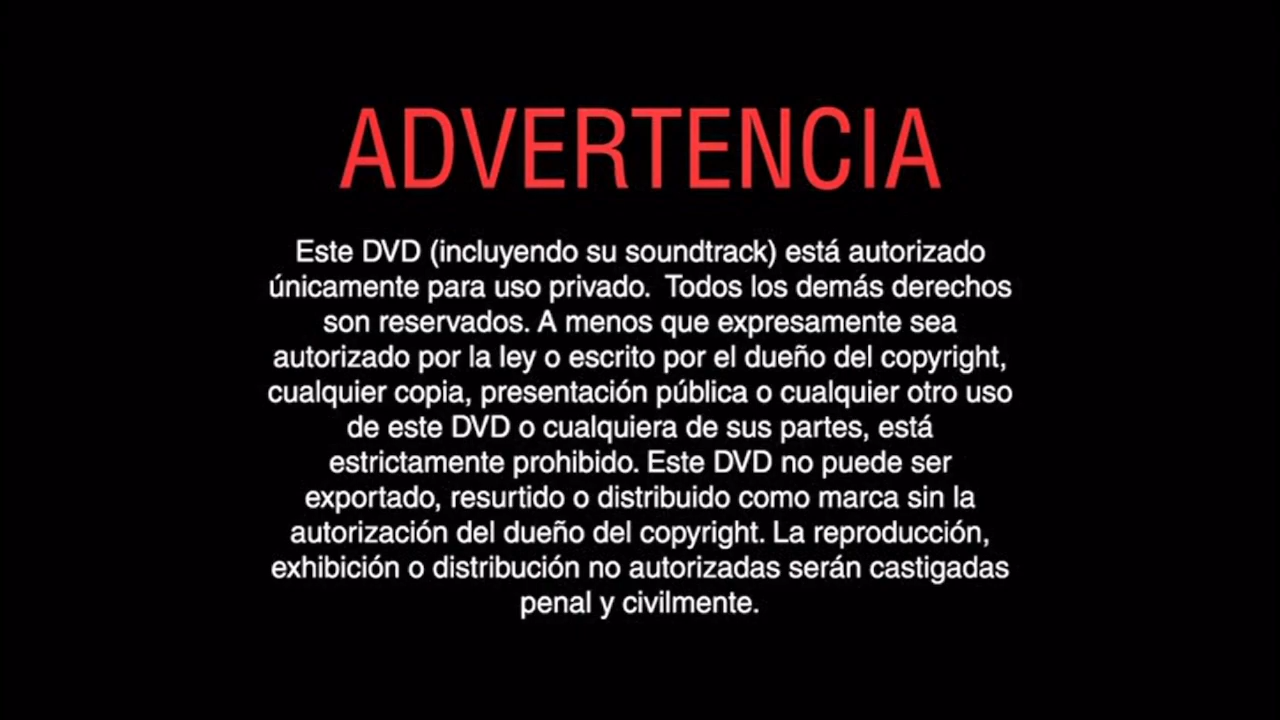 ADVERTENCIA
Este DVD (incluyendo su soundtrack) está autorizado
únicamente para uso privado.  Todos los demás derechos
son reservados. A menos que expresamente sea
autorizado por la ley o escrito por el dueño del copyright,
cualquier copia, presentación pública o cualquier otro uso
de este DVD o cualquiera de sus partes, está
estrictamente prohibido. Este DVD no puede ser
exportado, resurtido o distribuido como marca sin la
autorización del dueño del copyright. La reproducción,
exhibición o distribución no autorizadas serán castigadas
penal y civilmente.